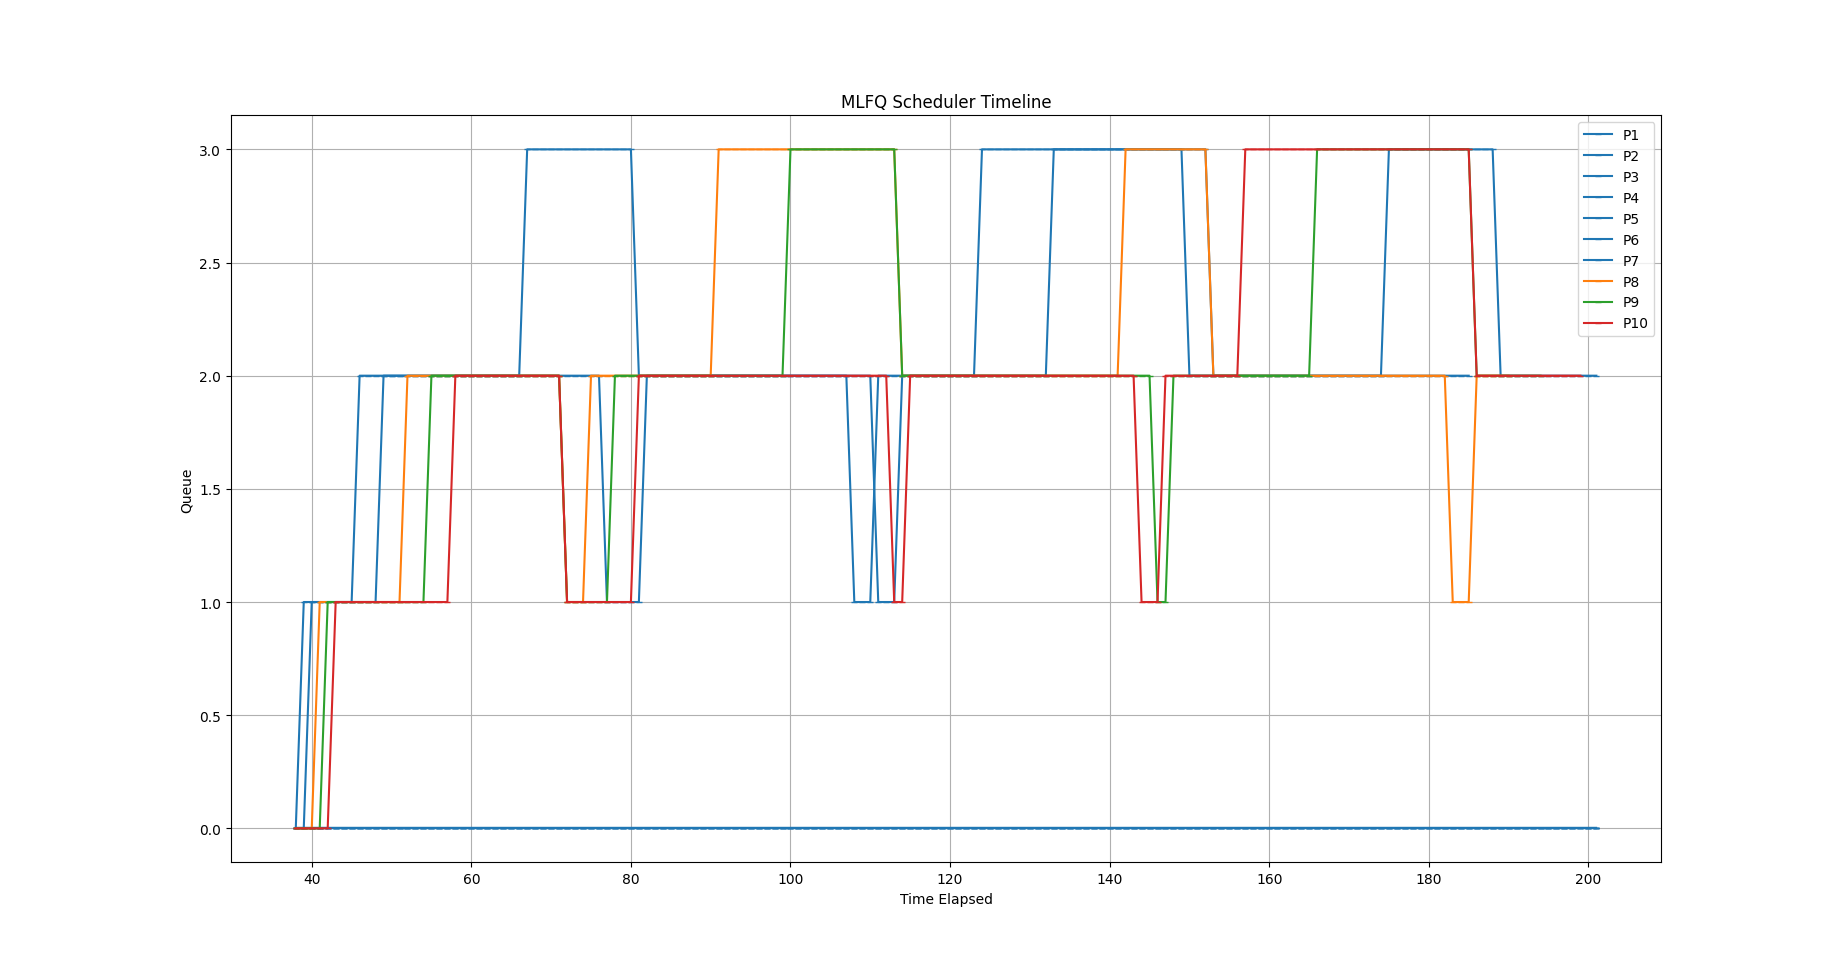 MLFQ Scheduler Timeline
3.0
2.5
2.0
1.5
1.0
0.5
0.0
Queue
40 60 80 100 120 140 160 180 200
Time Elapsed
P1
P2
P3
P4
P5
P6
P7
P8
P9
P10